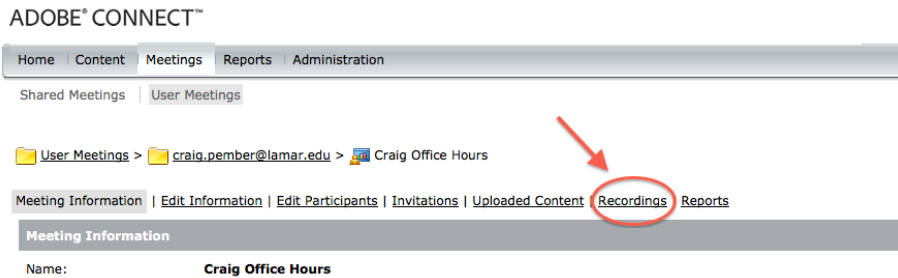 ADOBE® CONNECT™
Home | Content | Meetings | Reports | Administration
Shared Meetings | User Meetings
User Meetings > craig.pember@lamar.edu > Craig Office Hours
Meeting Information | Edit Information | Edit Participants | Invitations | Uploaded Content | Recordings | Reports
Meeting Information
Name: Craig Office Hours